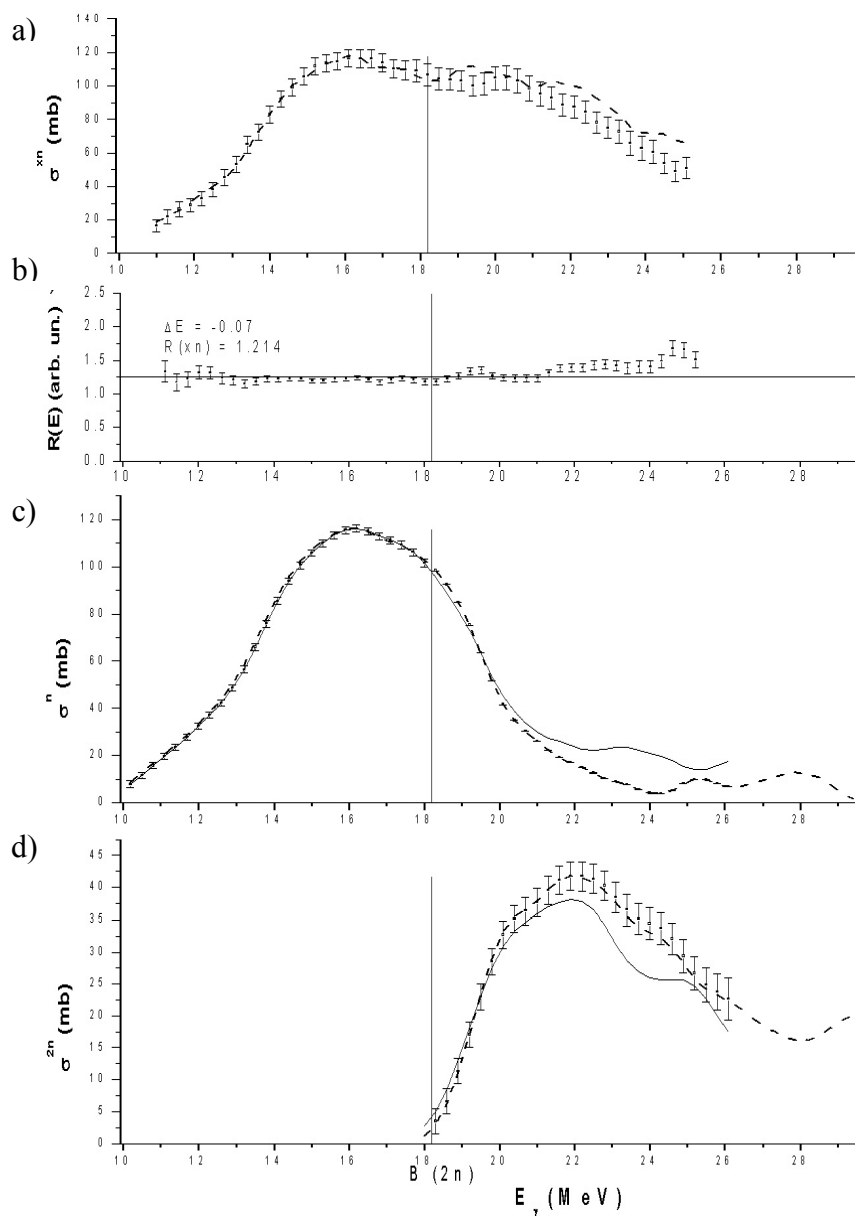 a)
σ^xn (mb)
140
120
100
80
60
40
20
0
10 12 14 16 18 20 22 24 26 28
b)
R(E) (arb. un.)
2.5
2.0
1.5
1.0
0.5
0.0
ΔE = -0.07
R(xn) = 1.214
10 12 14 16 18 20 22 24 26 28
c)
σ^n (mb)
120
100
80
60
40
20
0
10 12 14 16 18 20 22 24 26 28
d)
σ^2n (mb)
45
40
35
30
25
20
15
10
5
0
10 12 14 16 18 20 22 24 26 28
B (2n)
E_γ (MeV)